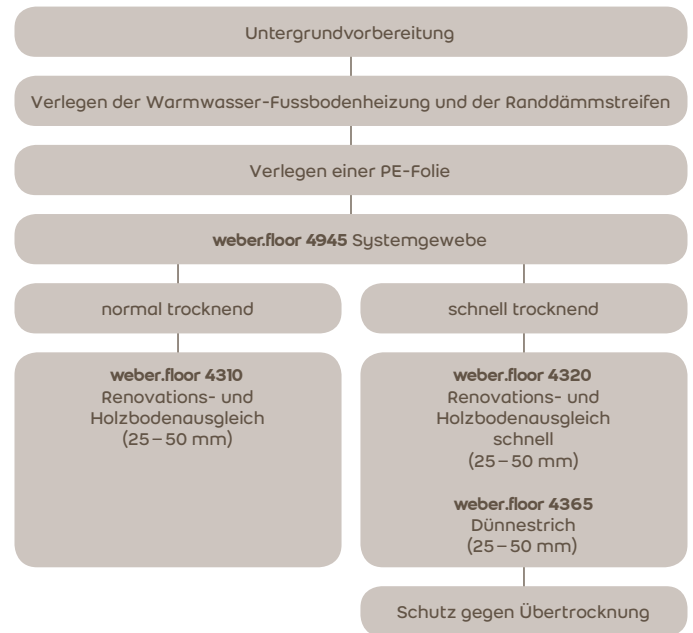 Untergrundvorbereitung
Verlegen der Warmwasser-Fussbodenheizung und der Randdämmstreifen
Verlegen einer PE-Folie
weber.floor 4945 Systemgewebe
normal trocknend
schnell trocknend
weber.floor 4310
Renovations- und
Holzbodenausgleich
(25–50 mm)
weber.floor 4320
Renovations- und
Holzbodenausgleich
schnell
(25–50 mm)
weber.floor 4365
Dünnestrich
(25–50 mm)
Schutz gegen Übertrocknung